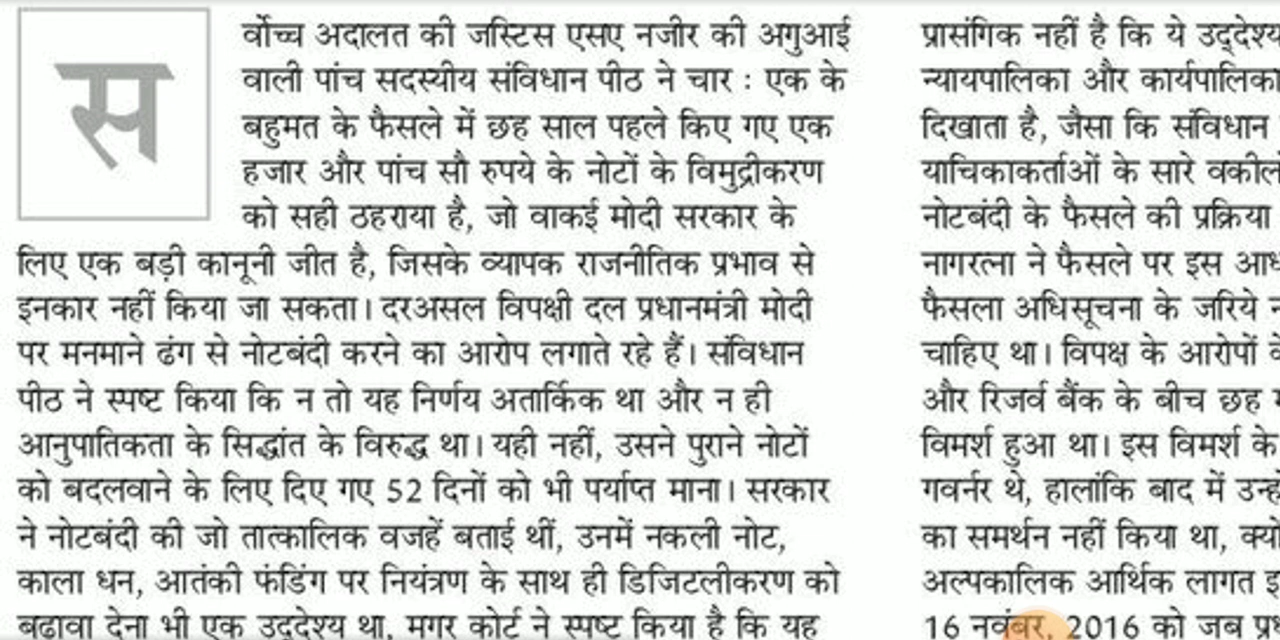 स
र्वोच्च अदालत की जस्टिस एसए नजीर की अगुआई
वाली पांच सदस्यीय संविधान पीठ ने चार : एक के
बहुमत के फैसले में छह साल पहले किए गए एक
हजार और पांच सौ रुपये के नोटों के विमुद्रीकरण
को सही ठहराया है, जो वाकई मोदी सरकार के
लिए एक बड़ी कानूनी जीत है, जिसके व्यापक राजनीतिक प्रभाव से
इनकार नहीं किया जा सकता। दरअसल विपक्षी दल प्रधानमंत्री मोदी
पर मनमाने ढंग से नोटबंदी करने का आरोप लगाते रहे हैं। संविधान
पीठ ने स्पष्ट किया कि न तो यह निर्णय अतार्किक था और न ही
आनुपातिकता के सिद्धांत के विरुद्ध था। यही नहीं, उसने पुराने नोटों
को बदलवाने के लिए दिए गए 52 दिनों को भी पर्याप्त माना। सरकार
ने नोटबंदी की जो तात्कालिक वजहें बताई थीं, उनमें नकली नोट,
काला धन, आतंकी फंडिंग पर नियंत्रण के साथ ही डिजिटलीकरण को
बढ़ावा देना भी एक उद्देश्य था, मगर कोर्ट ने स्पष्ट किया है कि यह
प्रासंगिक नहीं है कि ये उद्देश्य
न्यायपालिका और कार्यपालिका
दिखाता है, जैसा कि संविधान
याचिकाकर्ताओं के सारे
नोटबंदी के फैसले की प्रक्रिया
नागरत्ना ने फैसले पर इस
फैसला अधिसूचना के जरिये
चाहिए था। विपक्ष के आरोपों
और रिजर्व बैंक के बीच छह
विमर्श हुआ था। इस विमर्श के
गवर्नर थे, हालांकि बाद में
का समर्थन नहीं किया था,
अल्पकालिक आर्थिक लागत
16 नवंबर, 2016 को जब